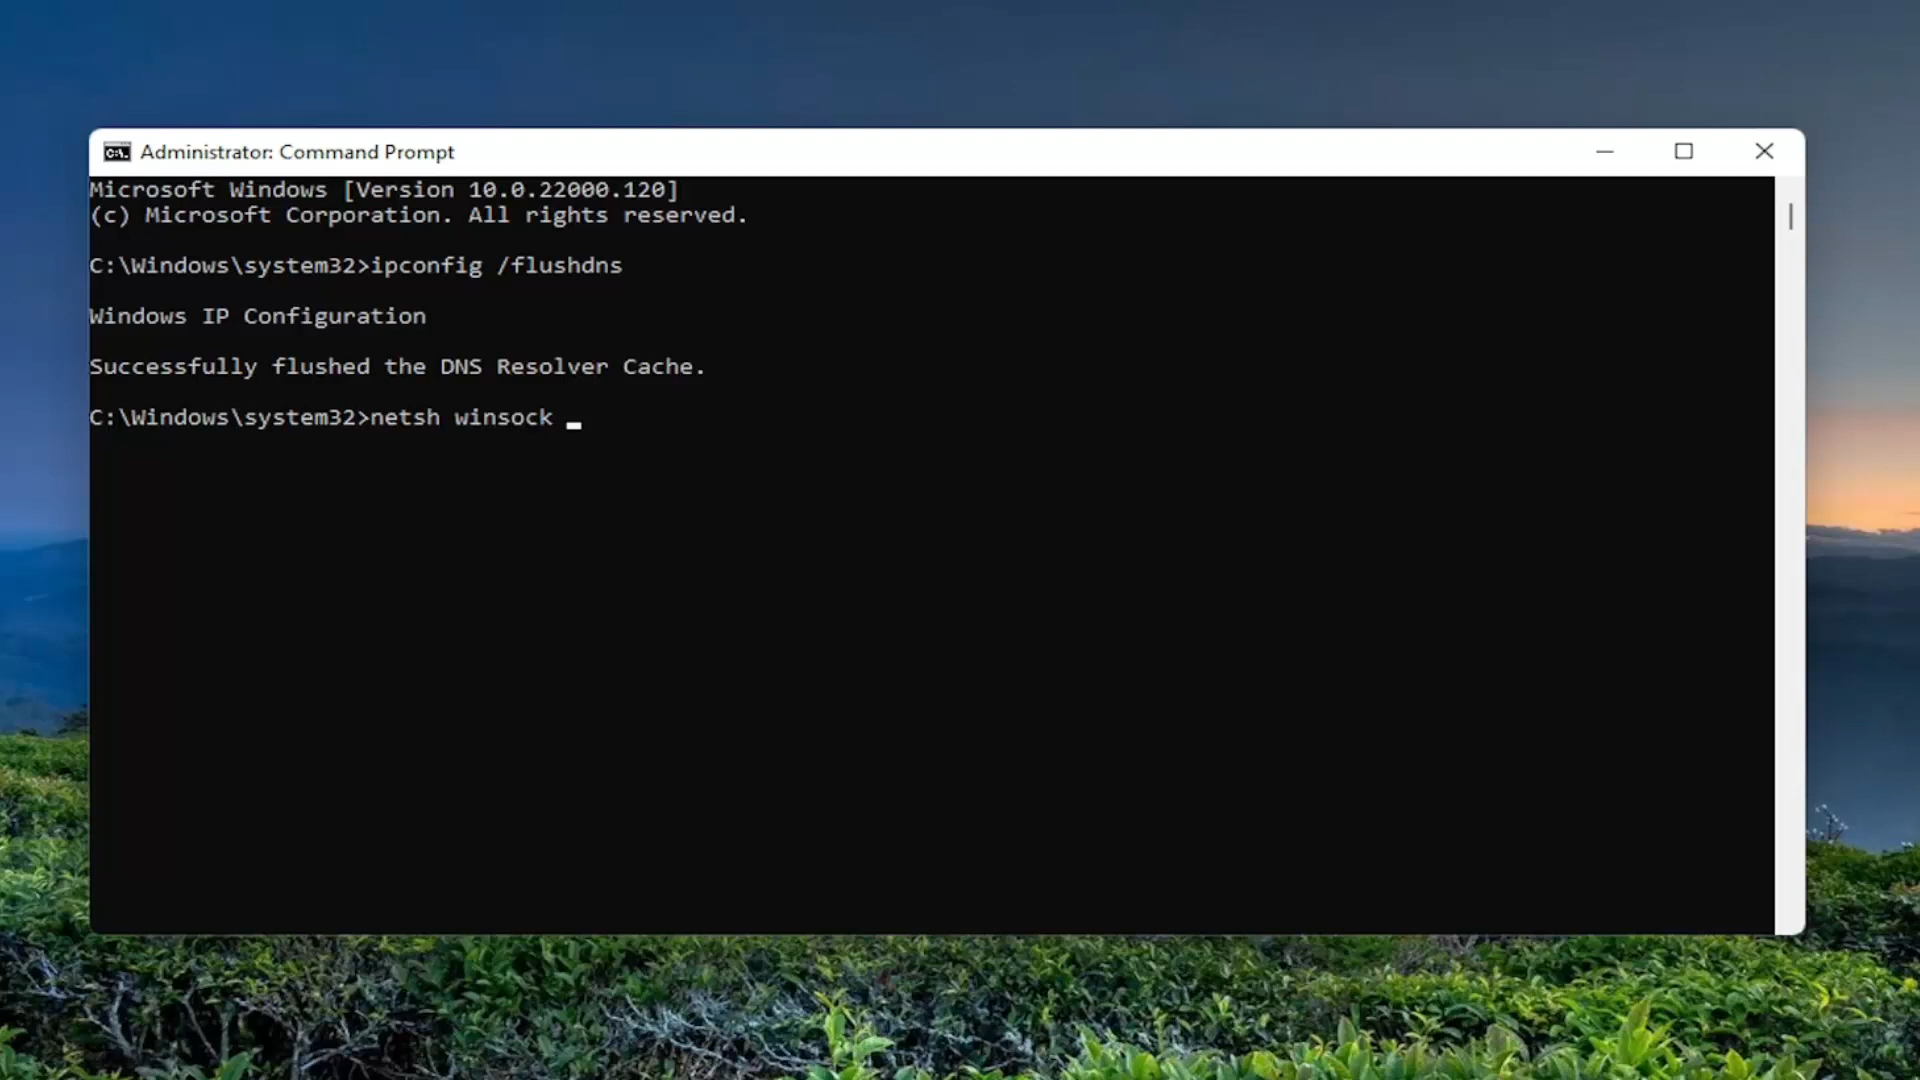 Administrator: Command Prompt
Microsoft Windows [Version 10.0.22000.120]
(c) Microsoft Corporation. All rights reserved.
C:\Windows\system32>ipconfig /flushdns
Windows IP Configuration
Successfully flushed the DNS Resolver Cache.
C:\Windows\system32>netsh winsock